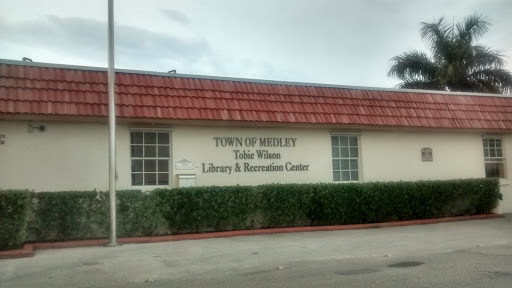 TOWN OF MEDLEY
Tobie Wilson
Library & Recreation Center